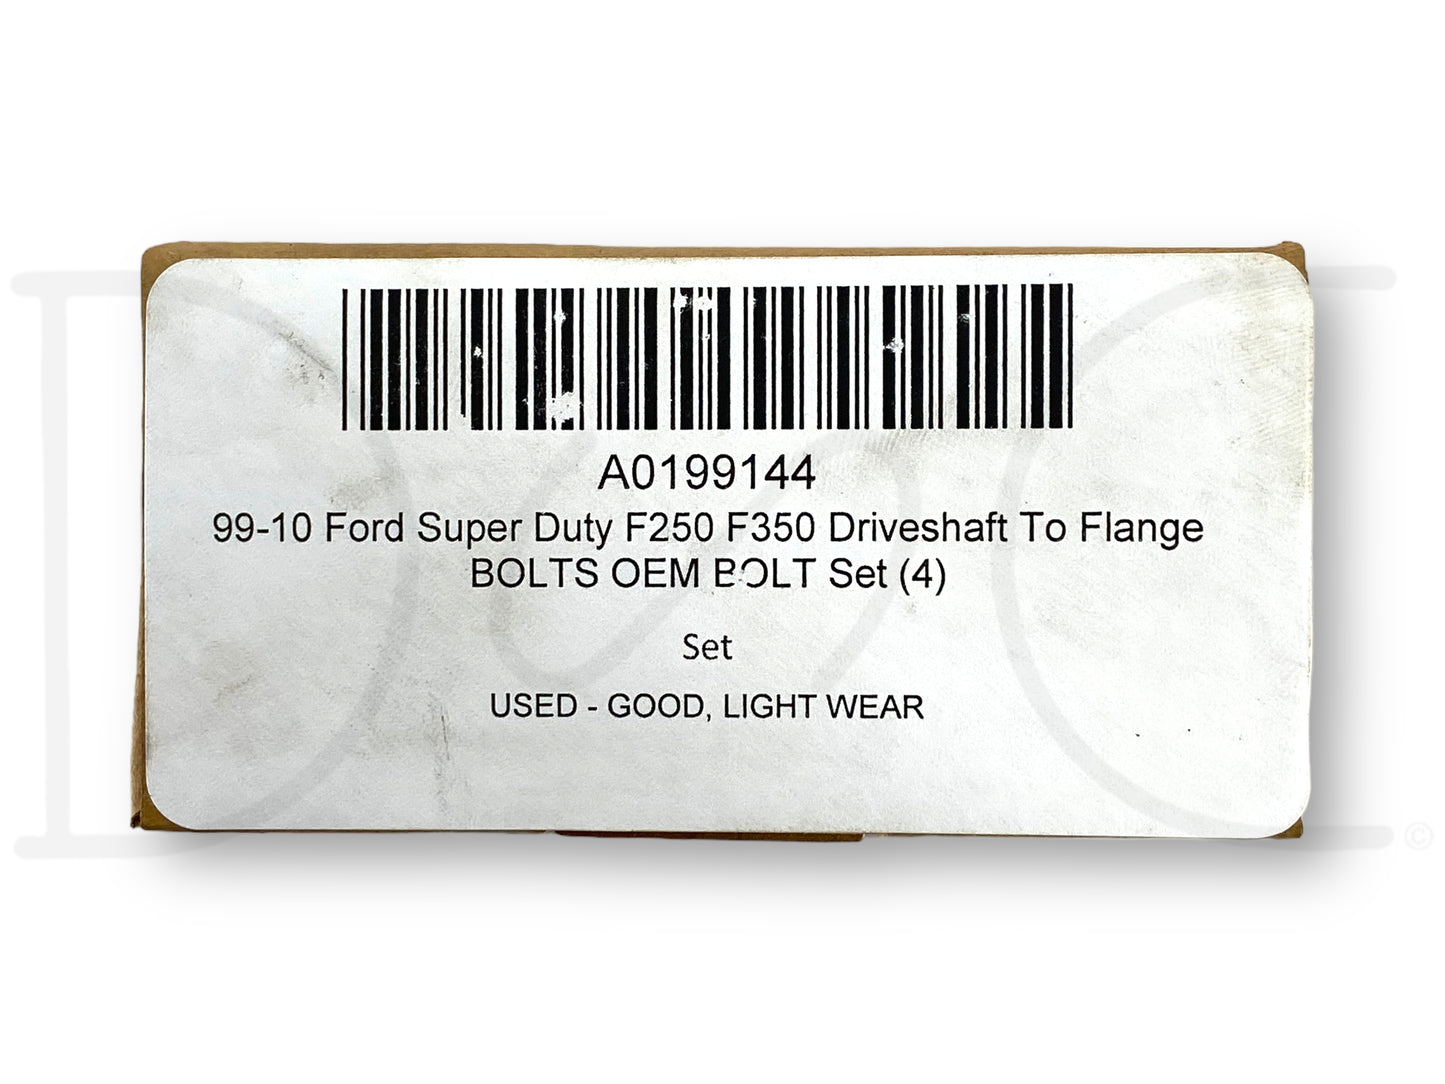 A0199144
99-10 Ford Super Duty F250 F350 Driveshaft To Flange
BOLTS OEM BOLT Set (4)
Set
USED - GOOD, LIGHT WEAR
©